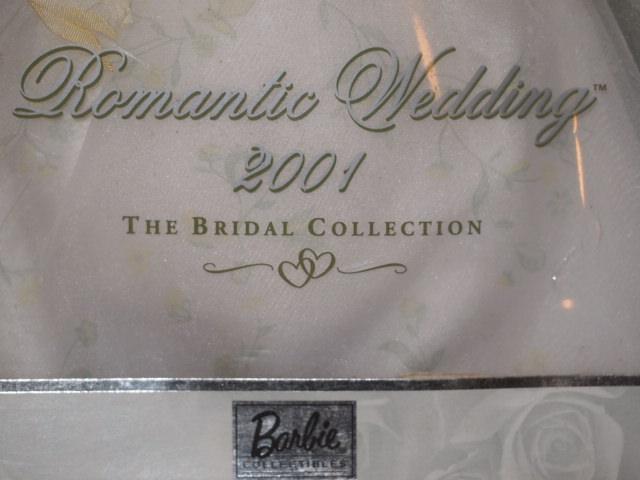 Romantic Wedding™
2001
THE BRIDAL COLLECTION
Barbie
COLLECTIBLES